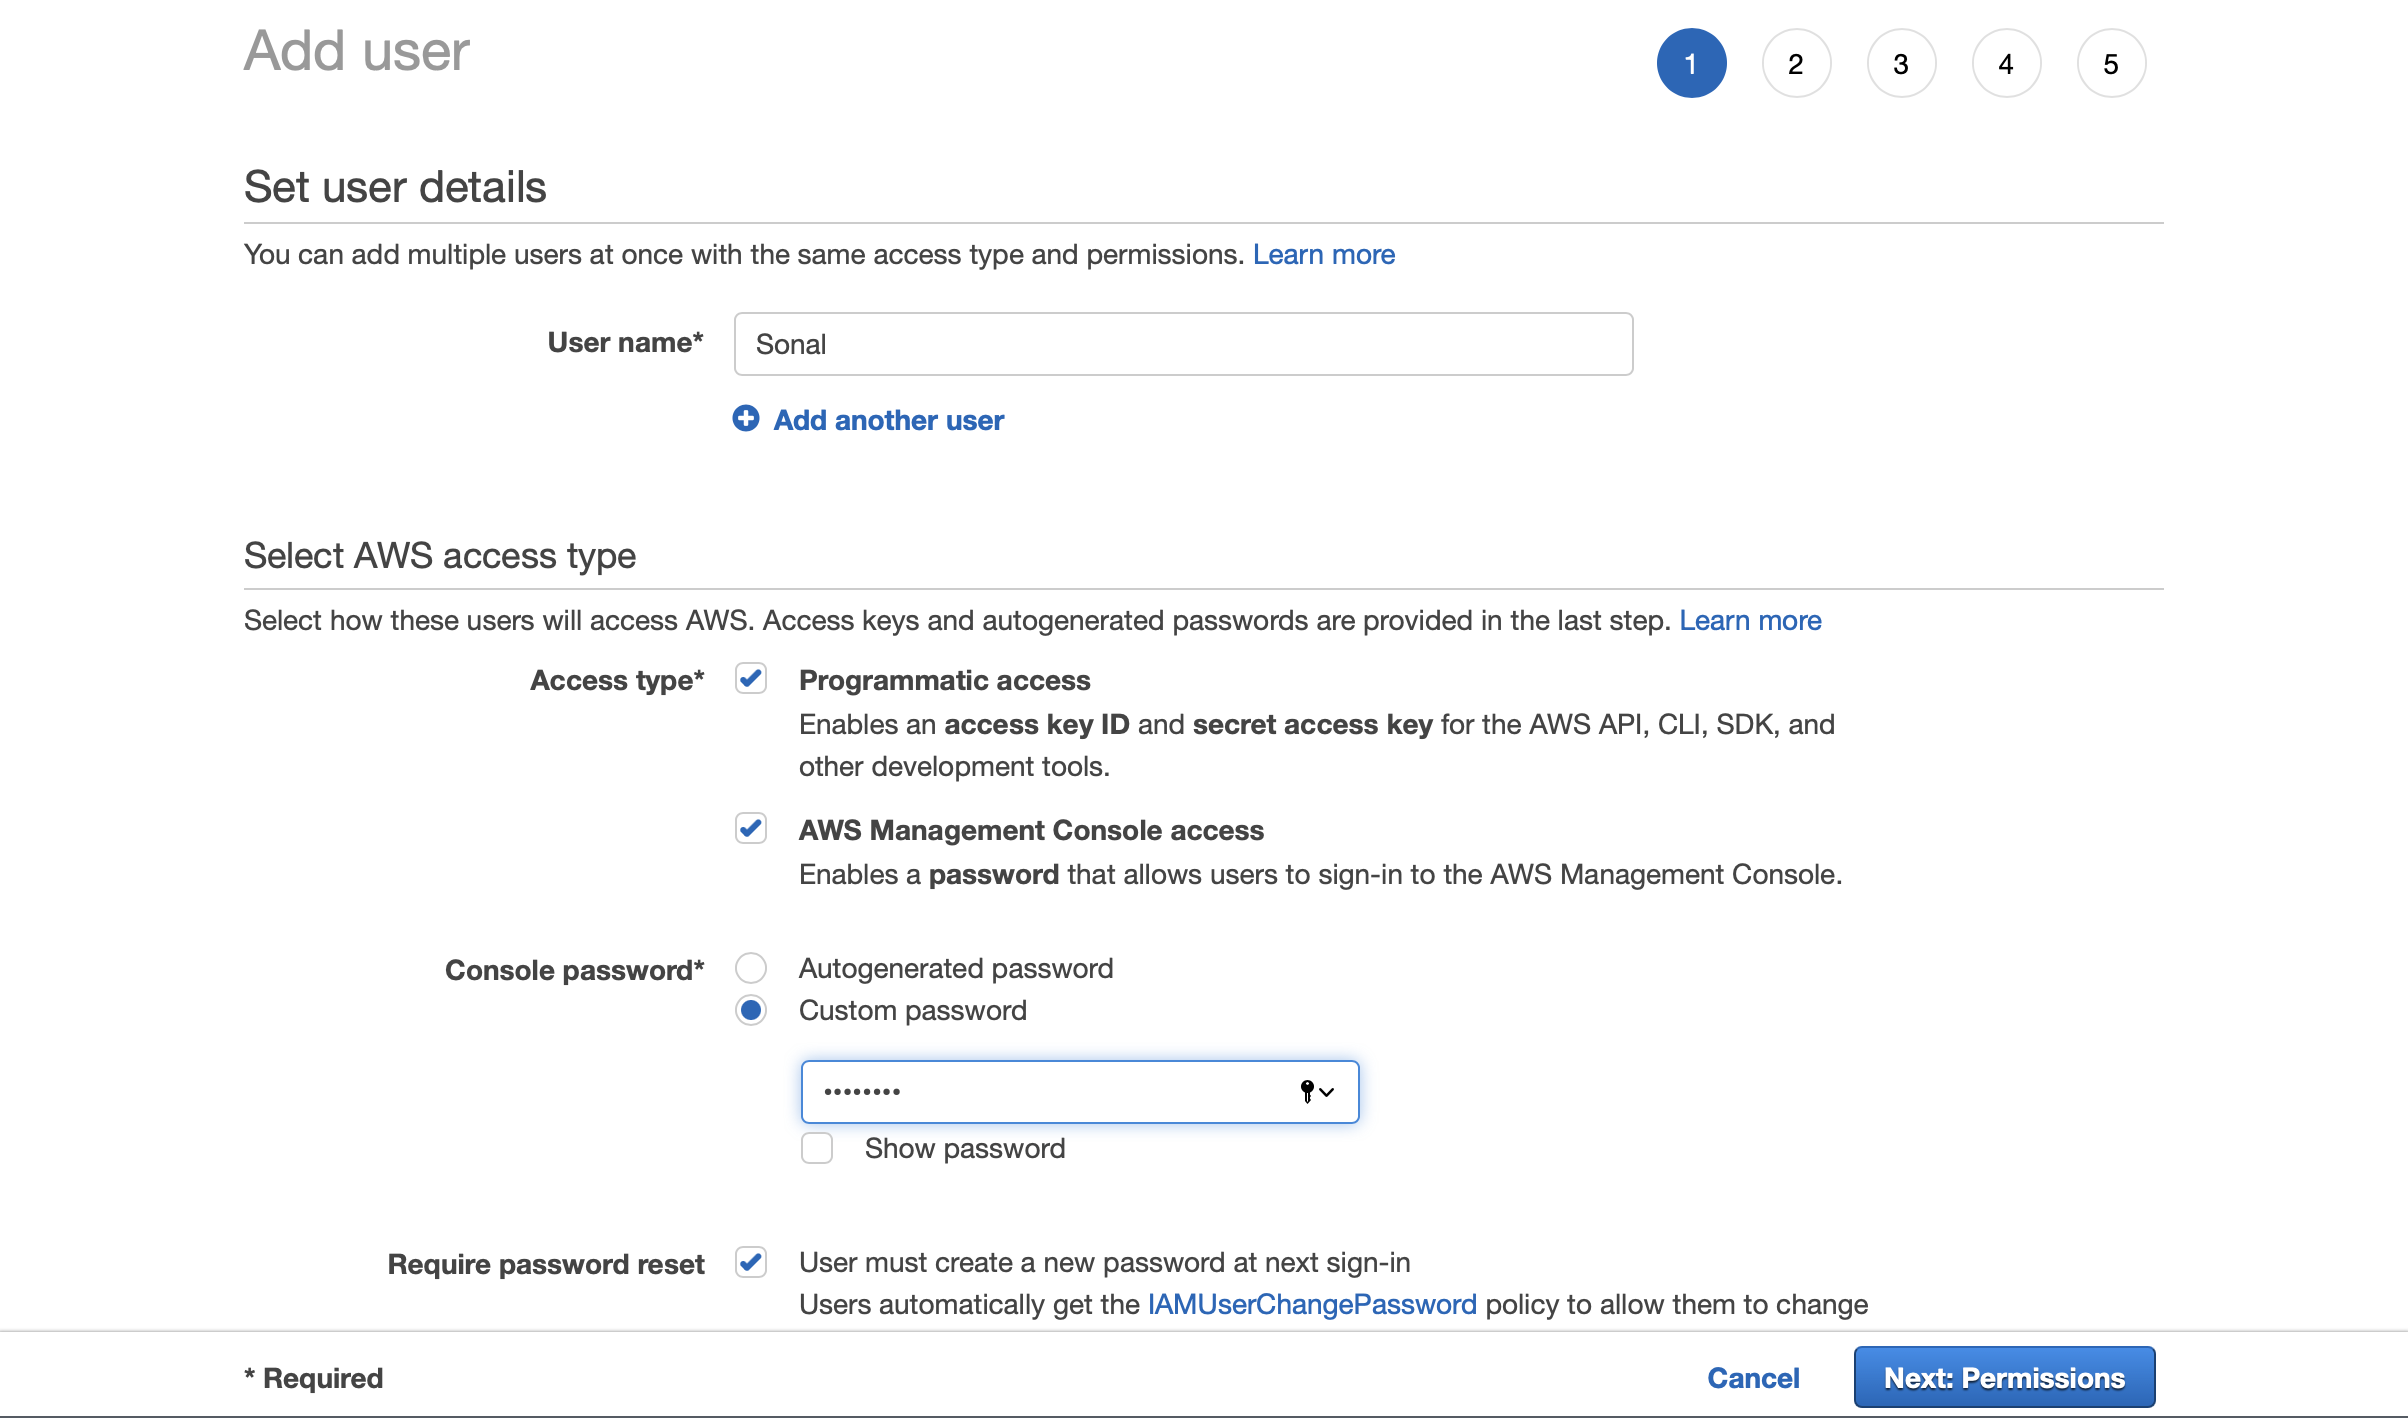 Add user
1 2 3 4 5
Set user details
You can add multiple users at once with the same access type and permissions. Learn more
User name* Sonal
Add another user
Select AWS access type
Select how these users will access AWS. Access keys and autogenerated passwords are provided in the last step. Learn more
Access type* Programmatic access
Enables an access key ID and secret access key for the AWS API, CLI, SDK, and
other development tools.
AWS Management Console access
Enables a password that allows users to sign-in to the AWS Management Console.
Console password* Autogenerated password
Custom password
••••••••
Show password
Require password reset User must create a new password at next sign-in
Users automatically get the IAMUserChangePassword policy to allow them to change
* Required Cancel Next: Permissions